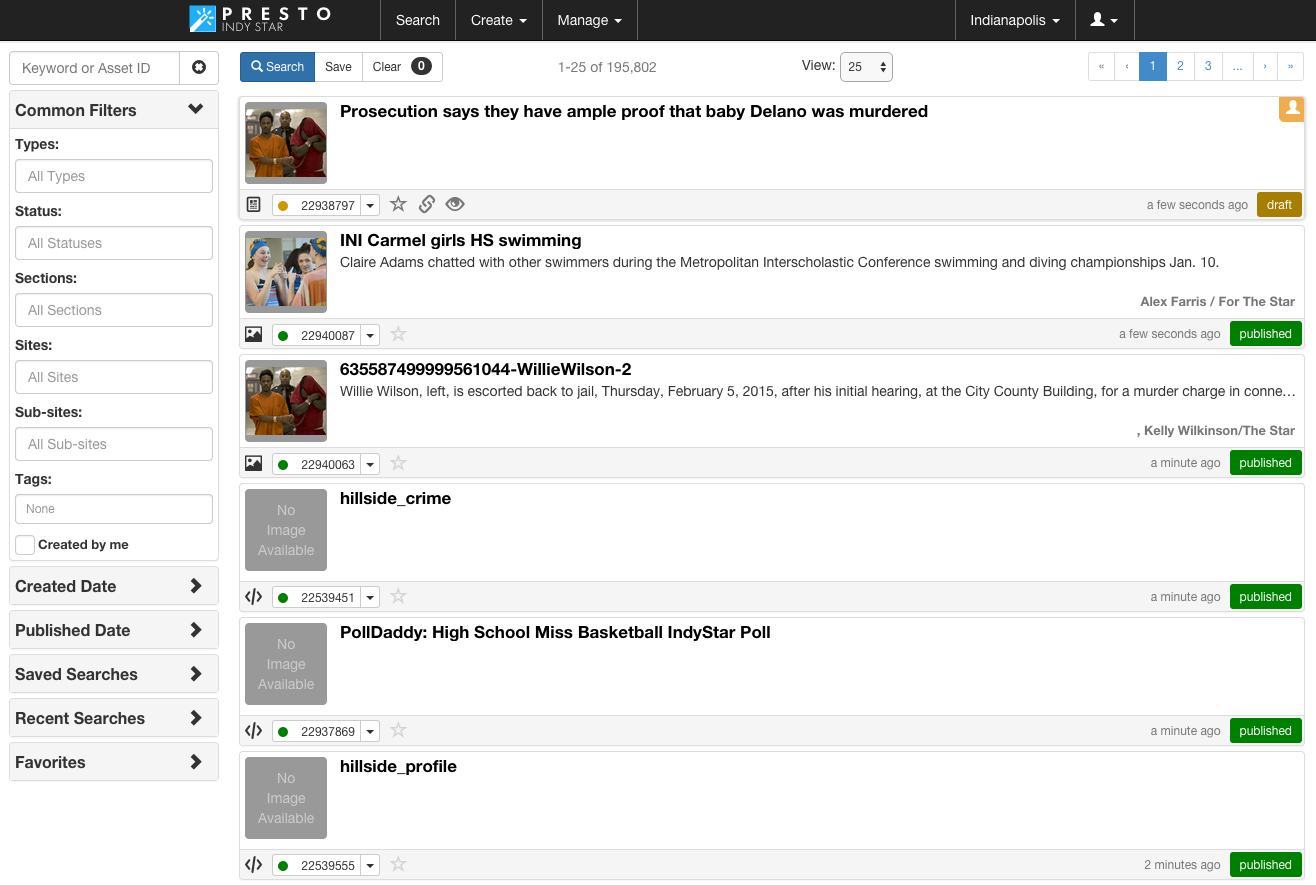 PRESTO
INDY STAR
Search
Create
Manage
Indianapolis
Keyword or Asset ID
Search
Save
Clear 0
1-25 of 195,802
View: 25
« ‹ 1 2 3 ... › »
Common Filters
Types:
All Types
Status:
All Statuses
Sections:
All Sections
Sites:
All Sites
Sub-sites:
All Sub-sites
Tags:
None
Created by me
Created Date
Published Date
Saved Searches
Recent Searches
Favorites
Prosecution says they have ample proof that baby Delano was murdered
22938797
a few seconds ago
draft
INI Carmel girls HS swimming
Claire Adams chatted with other swimmers during the Metropolitan Interscholastic Conference swimming and diving championships Jan. 10.
Alex Farris / For The Star
22940087
a few seconds ago
published
635587499999561044-WillieWilson-2
Willie Wilson, left, is escorted back to jail, Thursday, February 5, 2015, after his initial hearing, at the City County Building, for a murder charge in conne…
, Kelly Wilkinson/The Star
22940063
a minute ago
published
No
Image
Available
hillside_crime
22539451
a minute ago
published
No
Image
Available
PollDaddy: High School Miss Basketball IndyStar Poll
22937869
a minute ago
published
No
Image
Available
hillside_profile
22539555
2 minutes ago
published